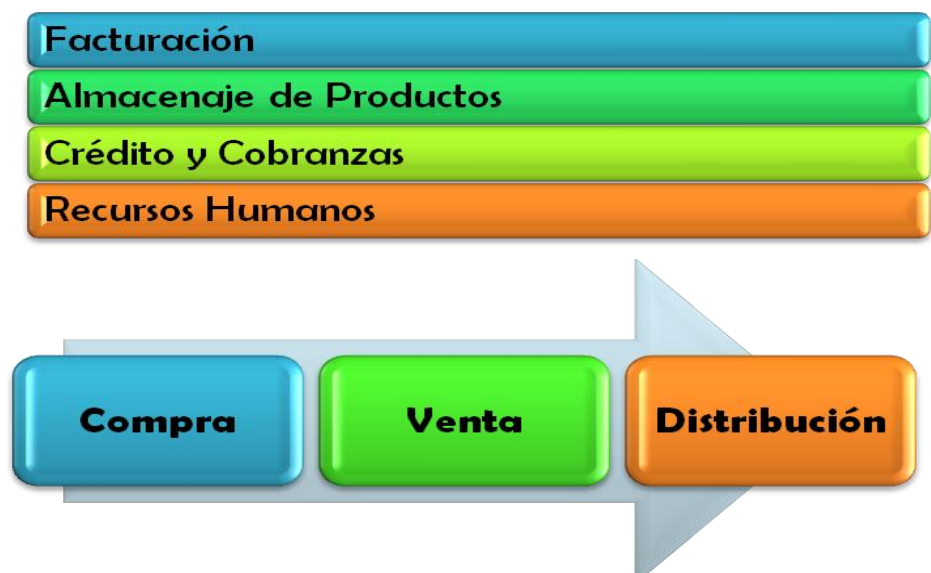 Facturación
Almacenaje de Productos
Crédito y Cobranzas
Recursos Humanos
Compra
Venta
Distribución